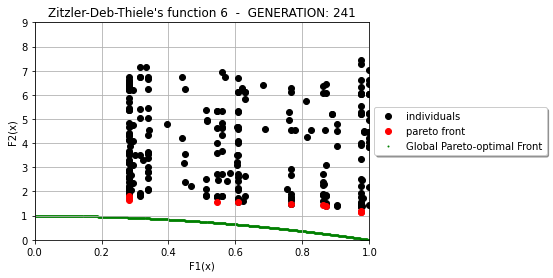 Zitzler-Deb-Thiele's function 6 - GENERATION: 241
9
8
7
6
5
4
3
2
1
0
F2(x)
0.0 0.2 0.4 0.6 0.8 1.0
F1(x)
individuals
pareto front
Global Pareto-optimal Front